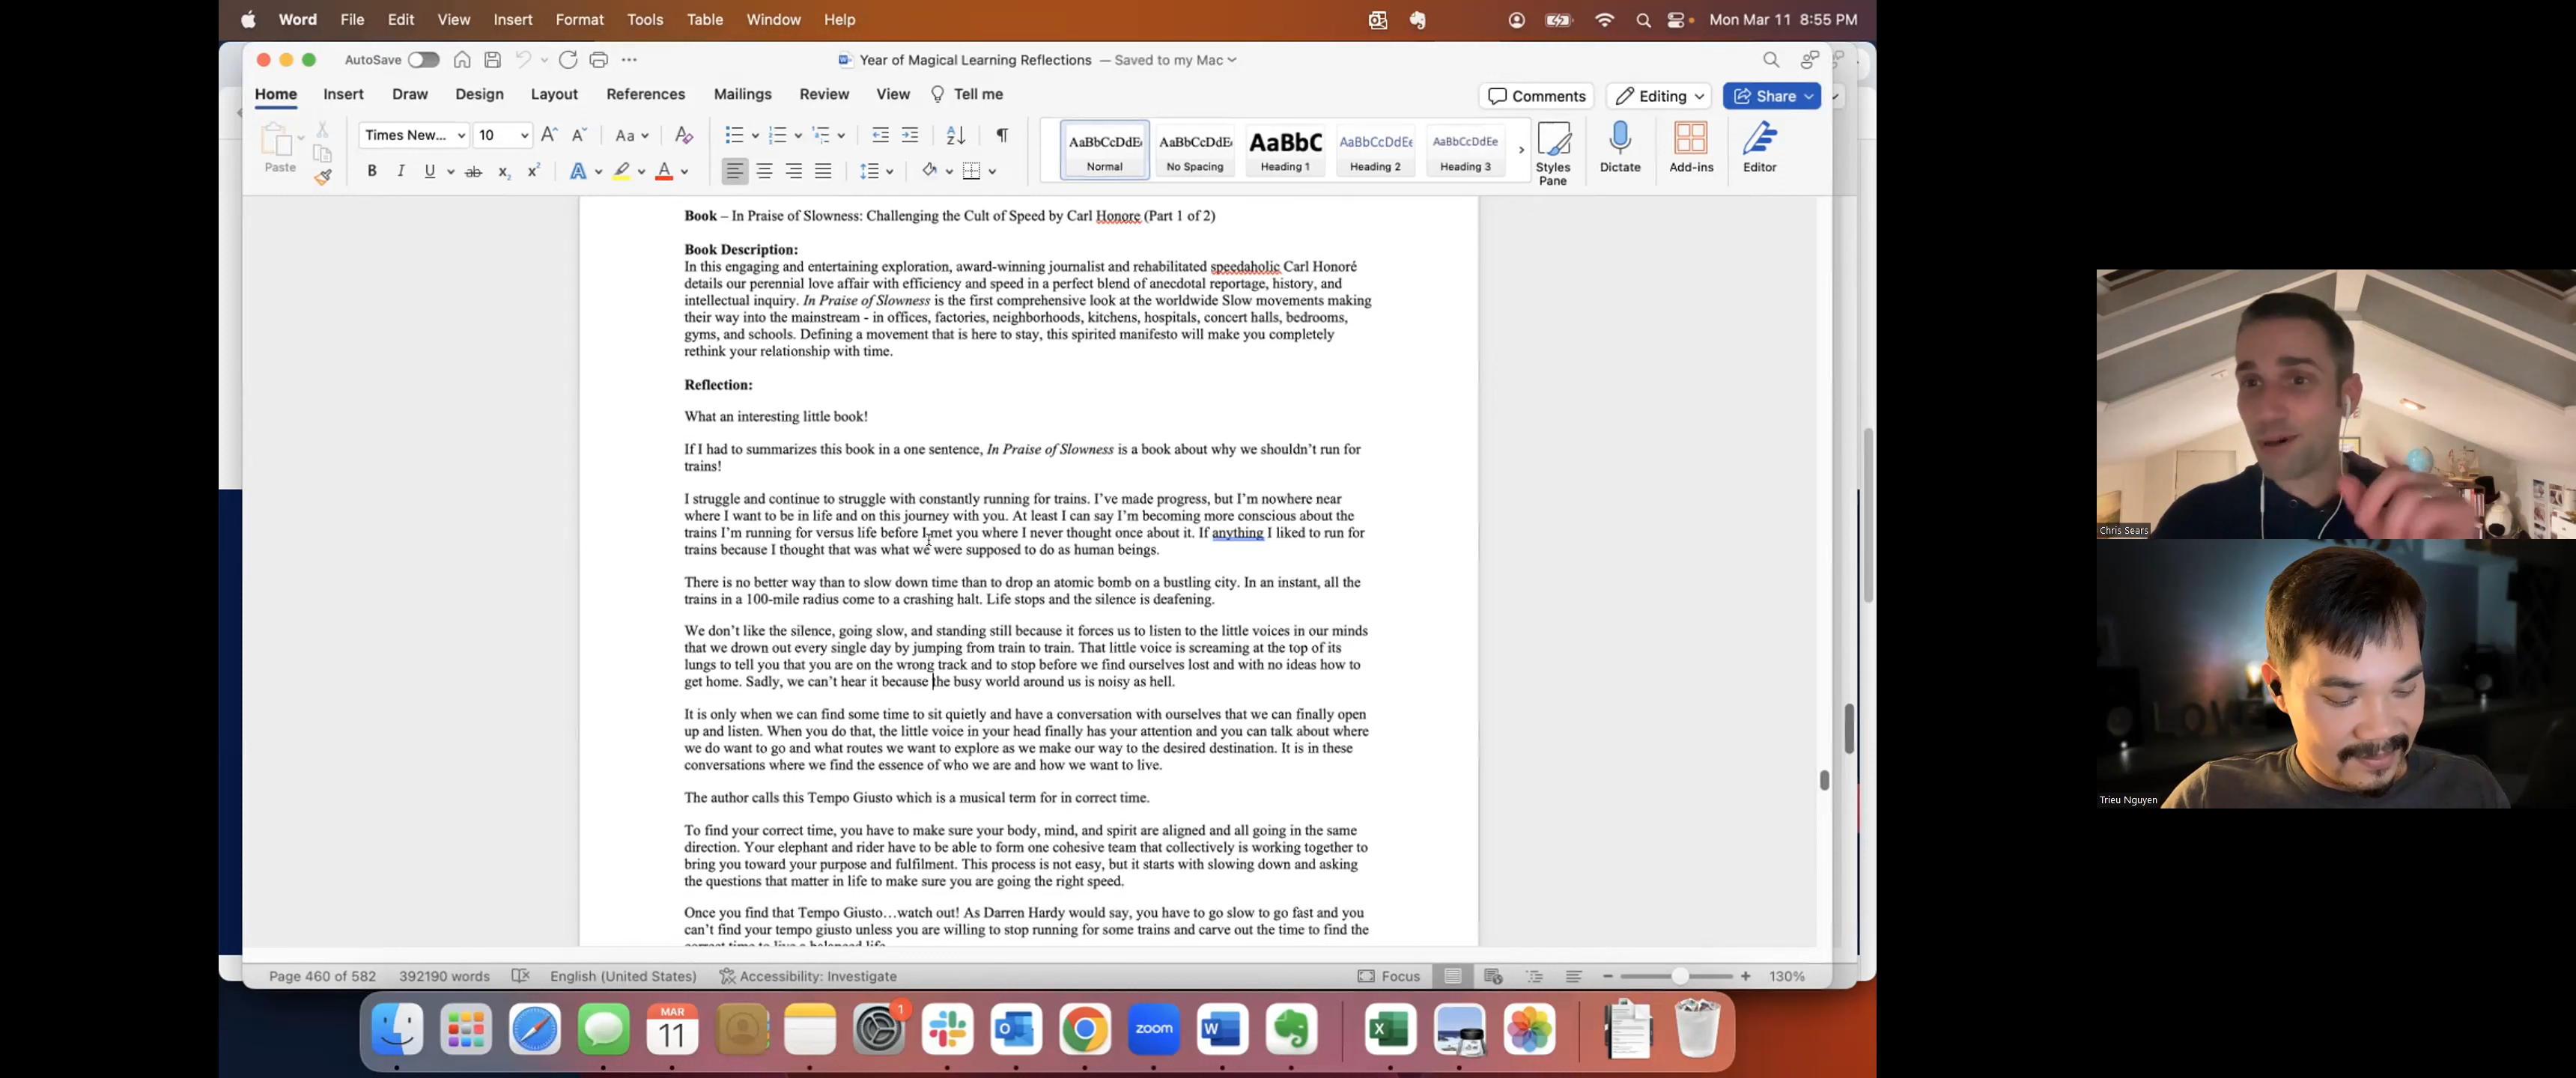 Word File Edit View Insert Format Tools Table Window Help Mon Mar 11 8:55 PM
AutoSave Year of Magical Learning Reflections — Saved to my Mac
Home Insert Draw Design Layout References Mailings Review View Tell me Comments Editing Share
Paste Times New... 10 Aa AaBbCcDdE AaBbCcDdE AaBbC AaBbCcDdEe AaBbCcDdEe
Normal No Spacing Heading 1 Heading 2 Heading 3 Styles Pane Dictate Add-ins Editor
Book – In Praise of Slowness: Challenging the Cult of Speed by Carl Honore (Part 1 of 2)
Book Description:
In this engaging and entertaining exploration, award-winning journalist and rehabilitated speedaholic Carl Honoré
details our perennial love affair with efficiency and speed in a perfect blend of anecdotal reportage, history, and
intellectual inquiry. In Praise of Slowness is the first comprehensive look at the worldwide Slow movements making
their way into the mainstream - in offices, factories, neighborhoods, kitchens, hospitals, concert halls, bedrooms,
gyms, and schools. Defining a movement that is here to stay, this spirited manifesto will make you completely
rethink your relationship with time.
Reflection:
What an interesting little book!
If I had to summarizes this book in a one sentence, In Praise of Slowness is a book about why we shouldn't run for
trains!
I struggle and continue to struggle with constantly running for trains. I've made progress, but I'm nowhere near
where I want to be in life and on this journey with you. At least I can say I'm becoming more conscious about the
trains I'm running for versus life before I met you where I never thought once about it. If anything I liked to run for
trains because I thought that was what we were supposed to do as human beings.
There is no better way than to slow down time than to drop an atomic bomb on a bustling city. In an instant, all the
trains in a 100-mile radius come to a crashing halt. Life stops and the silence is deafening.
We don't like the silence, going slow, and standing still because it forces us to listen to the little voices in our minds
that we drown out every single day by jumping from train to train. That little voice is screaming at the top of its
lungs to tell you that you are on the wrong track and to stop before we find ourselves lost and with no ideas how to
get home. Sadly, we can't hear it because the busy world around us is noisy as hell.
It is only when we can find some time to sit quietly and have a conversation with ourselves that we can finally open
up and listen. When you do that, the little voice in your head finally has your attention and you can talk about where
we do want to go and what routes we want to explore as we make our way to the desired destination. It is in these
conversations where we find the essence of who we are and how we want to live.
The author calls this Tempo Giusto which is a musical term for in correct time.
To find your correct time, you have to make sure your body, mind, and spirit are aligned and all going in the same
direction. Your elephant and rider have to be able to form one cohesive team that collectively is working together to
bring you toward your purpose and fulfilment. This process is not easy, but it starts with slowing down and asking
the questions that matter in life to make sure you are going the right speed.
Once you find that Tempo Giusto…watch out! As Darren Hardy would say, you have to go slow to go fast and you
can't find your tempo giusto unless you are willing to stop running for some trains and carve out the time to find the
correct time to live a balanced life
Page 460 of 582 392190 words English (United States) Accessibility: Investigate Focus 130%
MAR
11
1
zoom
Chris Sears
Trieu Nguyen
LOVE